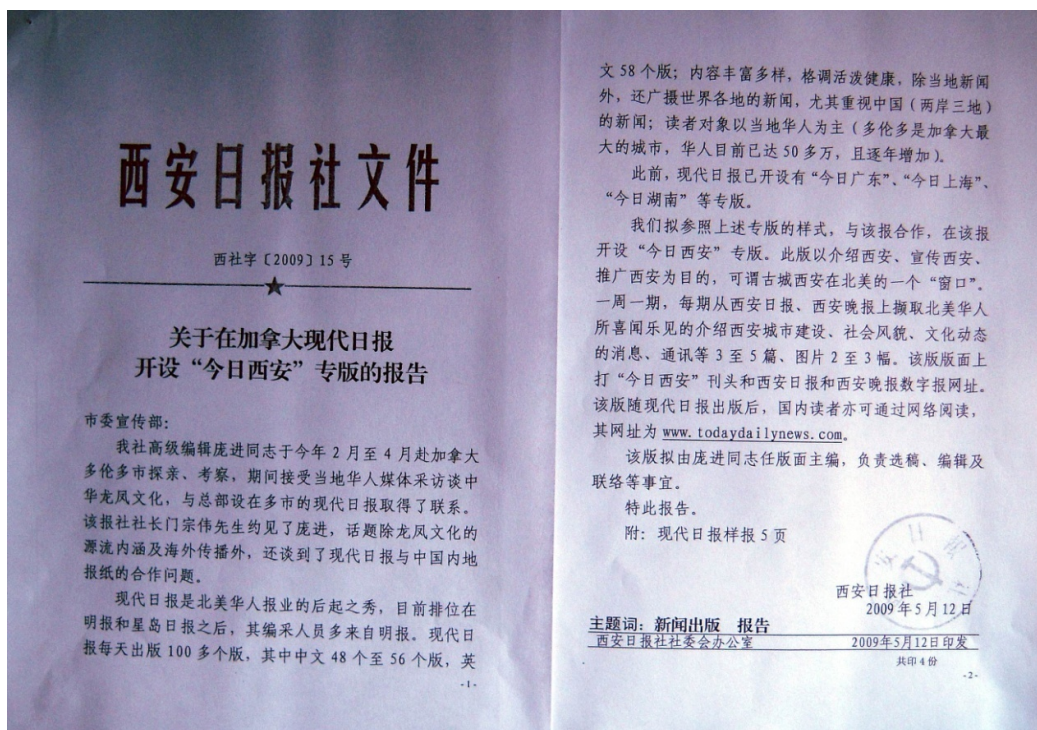 西安日报社文件
西社字〔2009〕15号
关于在加拿大现代日报
开设“今日西安”专版的报告
市委宣传部：
我社高级编辑庞进同志于今年2月至4月赴加拿大
多伦多市探亲、考察，期间接受当地华人媒体采访谈中
华龙凤文化，与总部设在多市的现代日报取得了联系。
该报社社长门宗伟先生约见了庞进，话题除龙凤文化的
源流内涵及海外传播外，还谈到了现代日报与中国内地
报纸的合作问题。
现代日报是北美华人报业的后起之秀，目前排位在
明报和星岛日报之后，其编采人员多来自明报。现代日
报每天出版100多个版，其中中文48个至56个版，英
-1-
文58个版；内容丰富多样，格调活泼健康，除当地新闻
外，还广摄世界各地的新闻，尤其重视中国（两岸三地）
的新闻；读者对象以当地华人为主（多伦多是加拿大最
大的城市，华人目前已达50多万，且逐年增加）。
此前，现代日报已开设有“今日广东”、“今日上海”、
“今日湖南”等专版。
我们拟参照上述专版的样式，与该报合作，在该报
开设“今日西安”专版。此版以介绍西安、宣传西安、
推广西安为目的，可谓古城西安在北美的一个“窗口”。
一周一期，每期从西安日报、西安晚报上撷取北美华人
所喜闻乐见的介绍西安城市建设、社会风貌、文化动态
的消息、通讯等3至5篇、图片2至3幅。该版版面上
打“今日西安”刊头和西安日报和西安晚报数字报网址。
该版随现代日报出版后，国内读者亦可通过网络阅读，
其网址为www.todaydailynews.com。
该版拟由庞进同志任版面主编，负责选稿、编辑及
联络等事宜。
特此报告。
附：现代日报样报5页
西安日报社
2009年5月12日
主题词：新闻出版 报告
西安日报社社委会办公室 2009年5月12日印发
共印4份
-2-